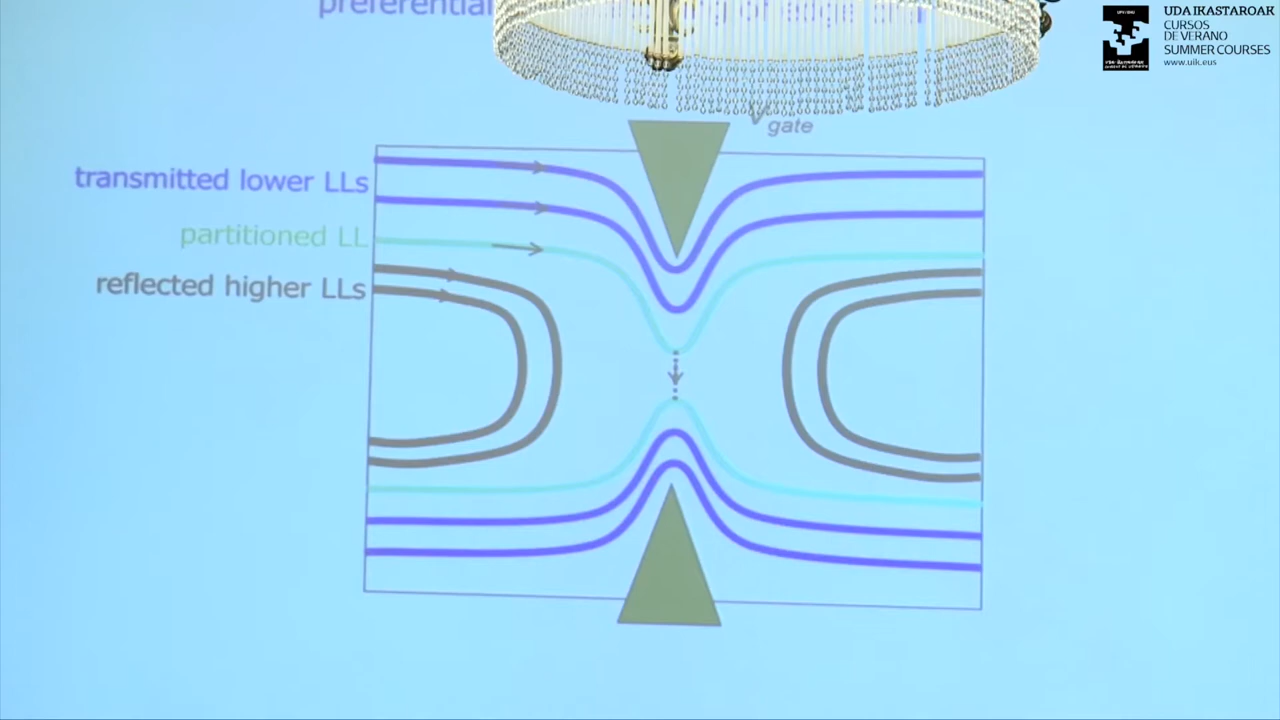 preferential
UDA IKASTAROAK
CURSOS
DE VERANO
SUMMER COURSES
www.uik.eus
V gate
transmitted lower LLs
partitioned LL
reflected higher LLs